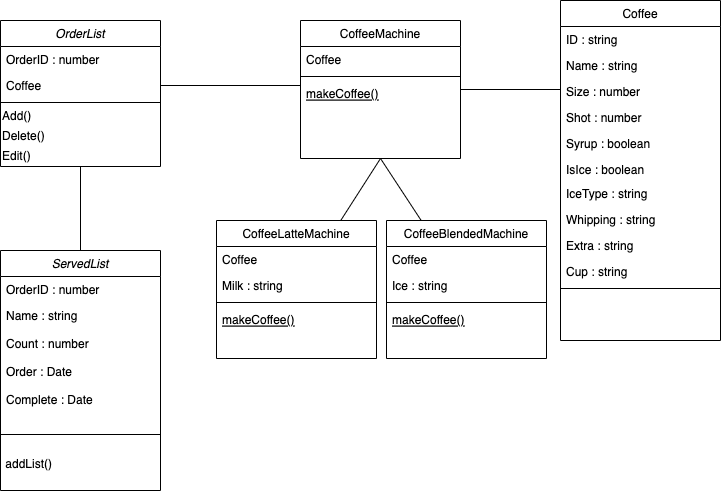 OrderList
OrderID : number
Coffee
Add()
Delete()
Edit()
CoffeeMachine
Coffee
makeCoffee()
Coffee
ID : string
Name : string
Size : number
Shot : number
Syrup : boolean
IsIce : boolean
IceType : string
Whipping : string
Extra : string
Cup : string
ServedList
OrderID : number
Name : string
Count : number
Order : Date
Complete : Date
addList()
CoffeeLatteMachine
Coffee
Milk : string
makeCoffee()
CoffeeBlendedMachine
Coffee
Ice : string
makeCoffee()